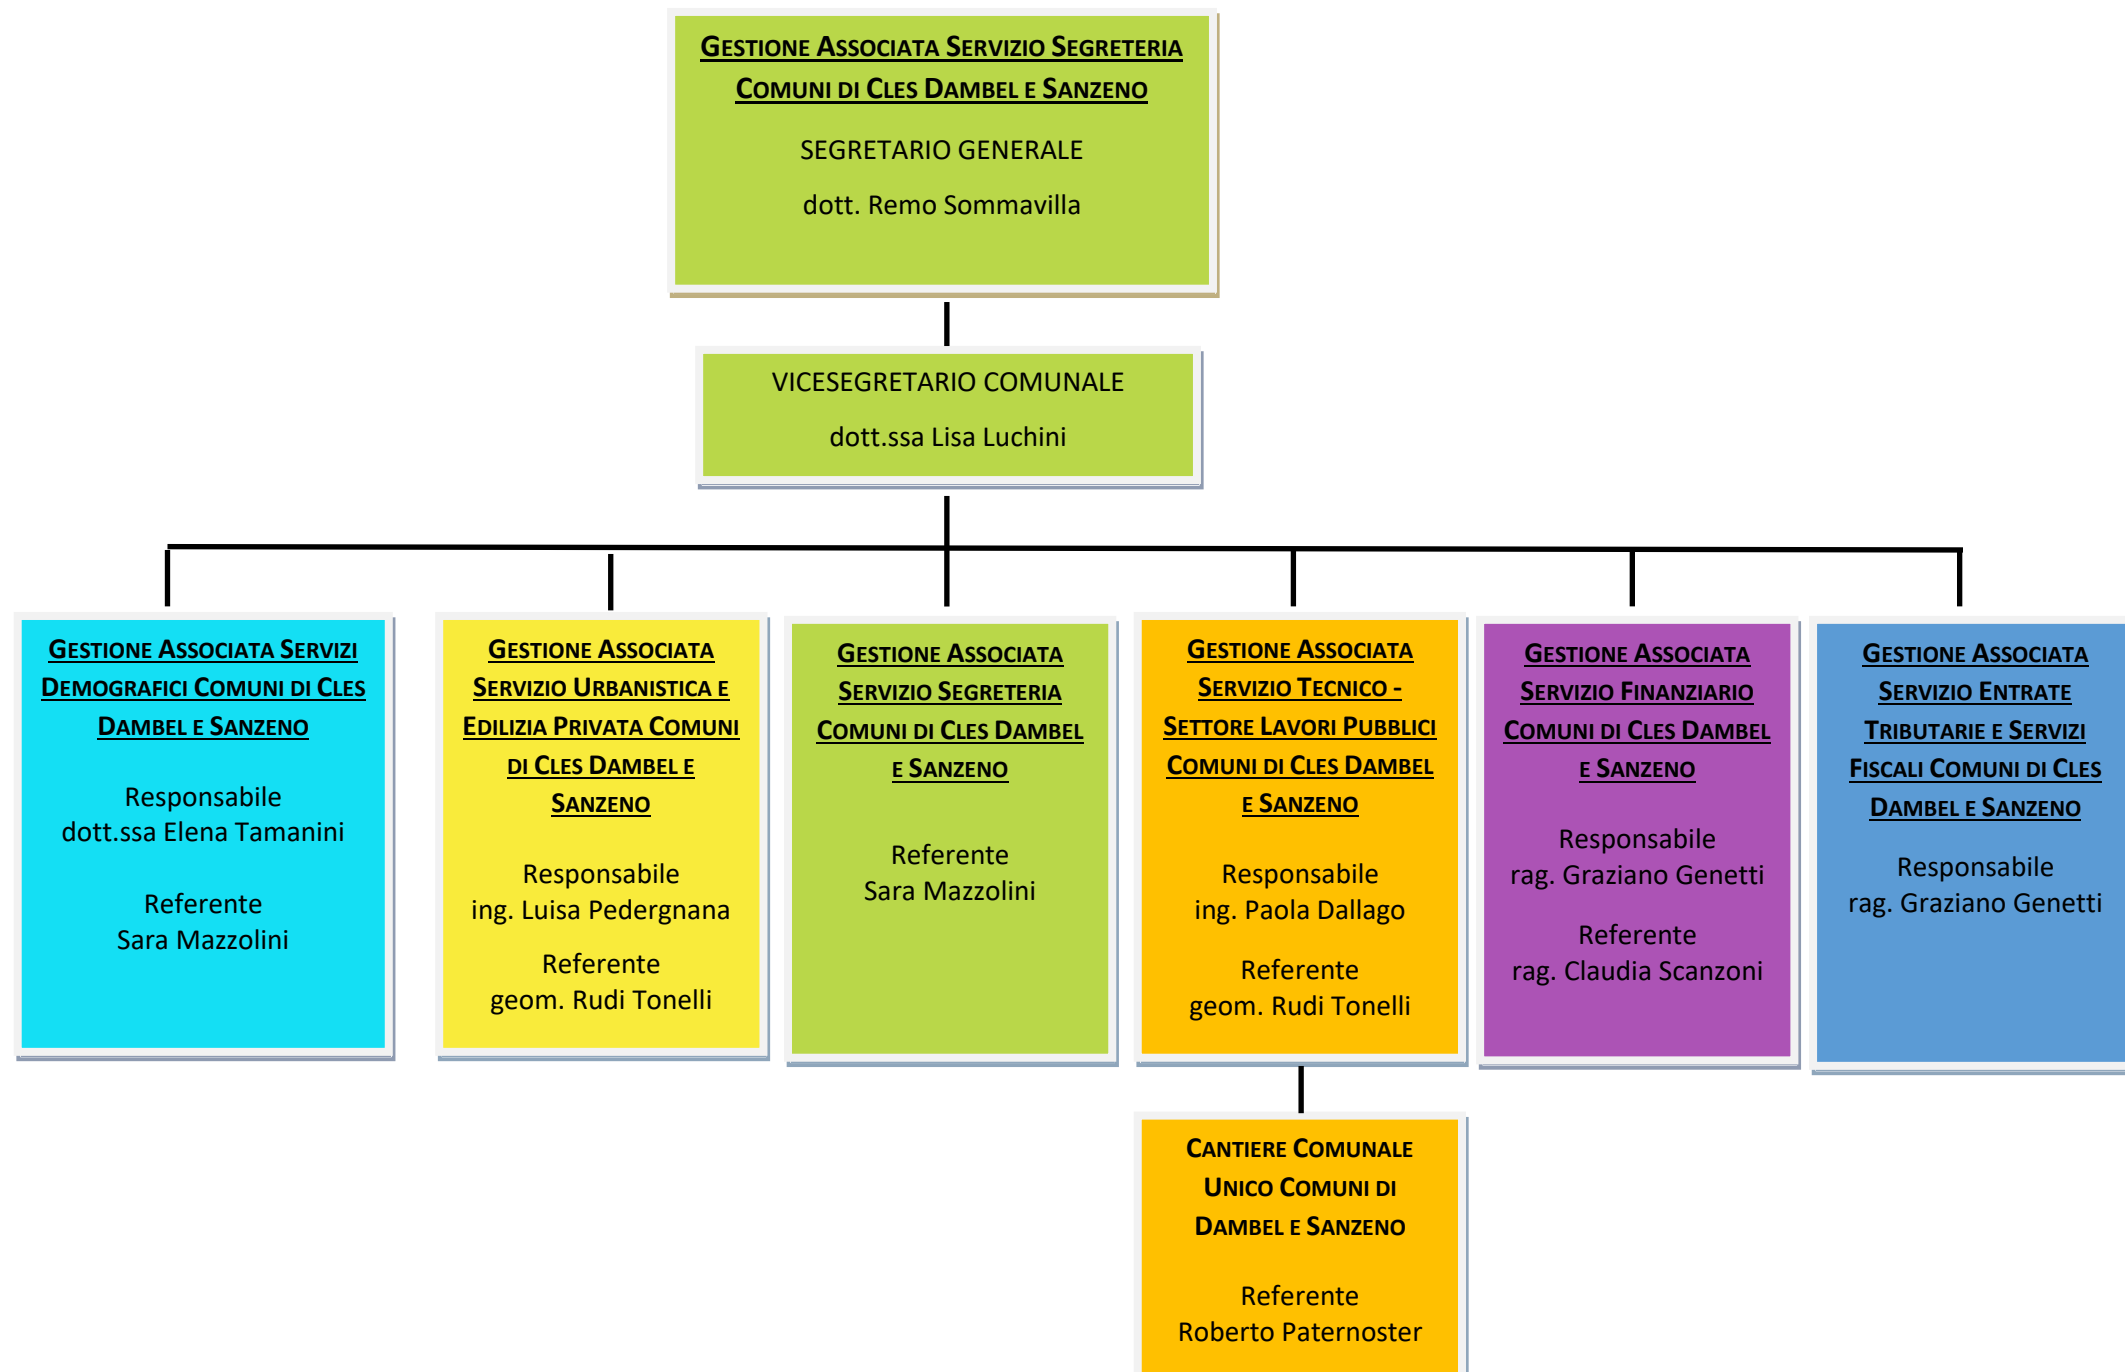 GESTIONE ASSOCIATA SERVIZIO SEGRETERIA
COMUNI DI CLES DAMBEL E SANZENO
SEGRETARIO GENERALE
dott. Remo Sommavilla
VICESEGRETARIO COMUNALE
dott.ssa Lisa Luchini
GESTIONE ASSOCIATA SERVIZI
DEMOGRAFICI COMUNI DI CLES
DAMBEL E SANZENO
Responsabile
dott.ssa Elena Tamanini
Referente
Sara Mazzolini
GESTIONE ASSOCIATA
SERVIZIO URBANISTICA E
EDILIZIA PRIVATA COMUNI
DI CLES DAMBEL E
SANZENO
Responsabile
ing. Luisa Pedergnana
Referente
geom. Rudi Tonelli
GESTIONE ASSOCIATA
SERVIZIO SEGRETERIA
COMUNI DI CLES DAMBEL
E SANZENO
Referente
Sara Mazzolini
GESTIONE ASSOCIATA
SERVIZIO TECNICO -
SETTORE LAVORI PUBBLICI
COMUNI DI CLES DAMBEL
E SANZENO
Responsabile
ing. Paola Dallago
Referente
geom. Rudi Tonelli
GESTIONE ASSOCIATA
SERVIZIO FINANZIARIO
COMUNI DI CLES DAMBEL
E SANZENO
Responsabile
rag. Graziano Genetti
Referente
rag. Claudia Scanzoni
GESTIONE ASSOCIATA
SERVIZIO ENTRATE
TRIBUTARIE E SERVIZI
FISCALI COMUNI DI CLES
DAMBEL E SANZENO
Responsabile
rag. Graziano Genetti
CANTIERE COMUNALE
UNICO COMUNI DI
DAMBEL E SANZENO
Referente
Roberto Paternoster